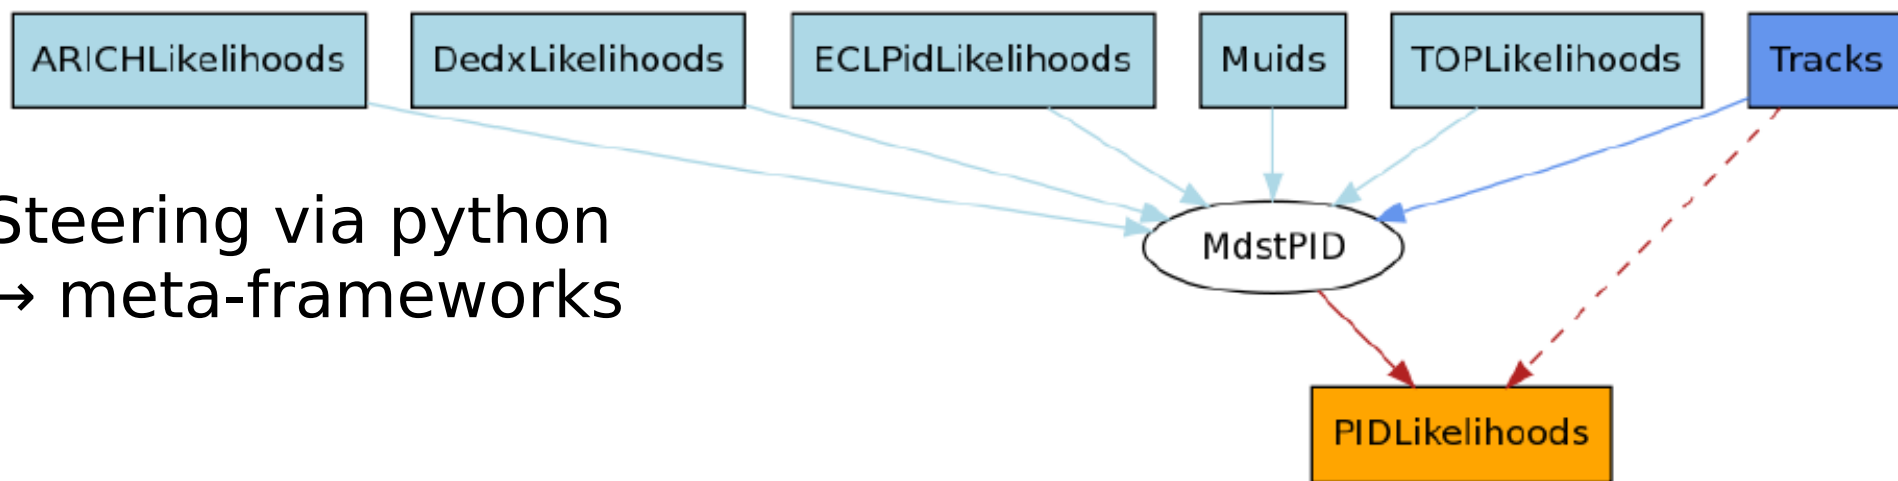 ARICHLikelihoods DedxLikelihoods ECLPidLikelihoods Muids TOPLikelihoods Tracks
Steering via python
→ meta-frameworks
MdstPID
PIDLikelihoods